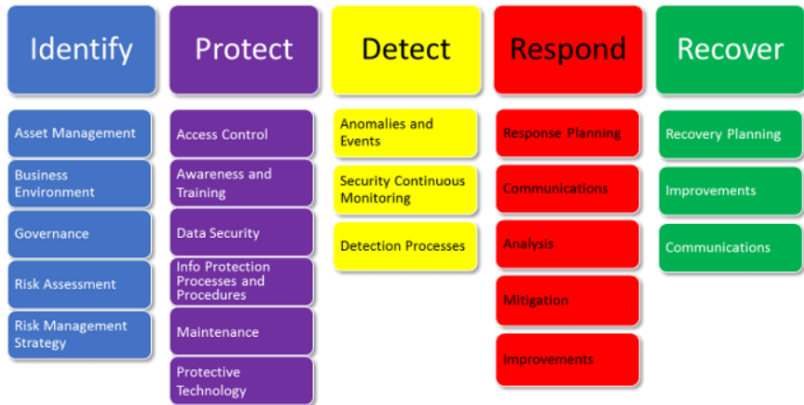 Identify
Asset Management
Business
Environment
Governance
Risk Assessment
Risk Management
Strategy
Protect
Access Control
Awareness and
Training
Data Security
Info Protection
Processes and
Procedures
Maintenance
Protective
Technology
Detect
Anomalies and
Events
Security Continuous
Monitoring
Detection Processes
Respond
Response Planning
Communications
Analysis
Mitigation
Improvements
Recover
Recovery Planning
Improvements
Communications